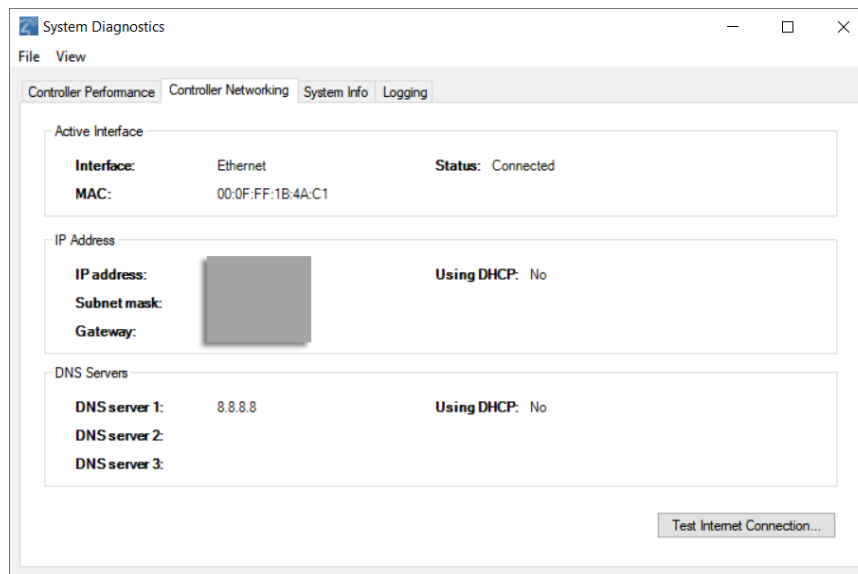 System Diagnostics
File View
Controller Performance Controller Networking System Info Logging
Active Interface
Interface: Ethernet Status: Connected
MAC: 00:0F:FF:1B:4A:C1
IP Address
IP address: Using DHCP: No
Subnet mask:
Gateway:
DNS Servers
DNS server 1: 8.8.8.8 Using DHCP: No
DNS server 2:
DNS server 3:
Test Internet Connection...